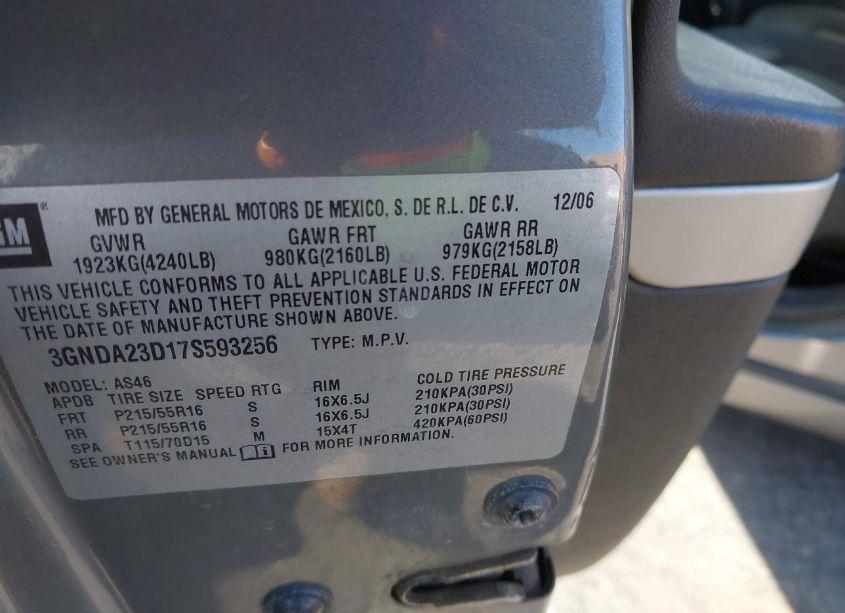 GM
MFD BY GENERAL MOTORS DE MEXICO, S. DE R.L. DE C.V. 12/06
GVWR GAWR FRT GAWR RR
1923KG(4240LB) 980KG(2160LB) 979KG(2158LB)
THIS VEHICLE CONFORMS TO ALL APPLICABLE U.S. FEDERAL MOTOR
VEHICLE SAFETY AND THEFT PREVENTION STANDARDS IN EFFECT ON
THE DATE OF MANUFACTURE SHOWN ABOVE.
3GNDA23D17S593256 TYPE: M.P.V.
MODEL: AS46
APDB TIRE SIZE SPEED RTG RIM COLD TIRE PRESSURE
FRT P215/55R16 S 16X6.5J 210KPA(30PSI)
RR P215/55R16 S 16X6.5J 210KPA(30PSI)
SPA T115/70D15 M 15X4T 420KPA(60PSI)
SEE OWNER'S MANUAL FOR MORE INFORMATION.